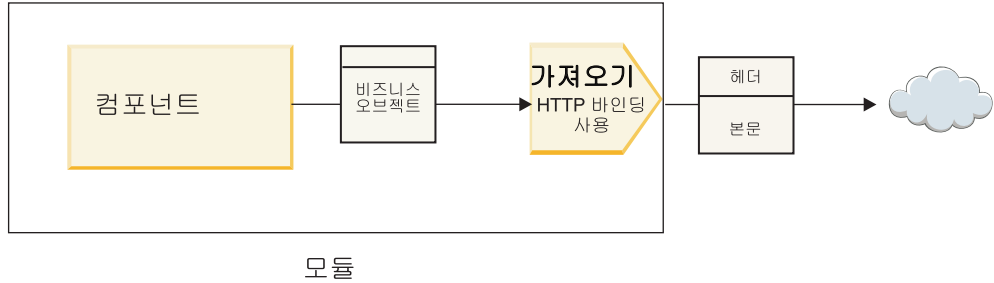 컴포넌트
비즈니스
오브젝트
가져오기
HTTP 바인딩
사용
헤더
본문
모듈